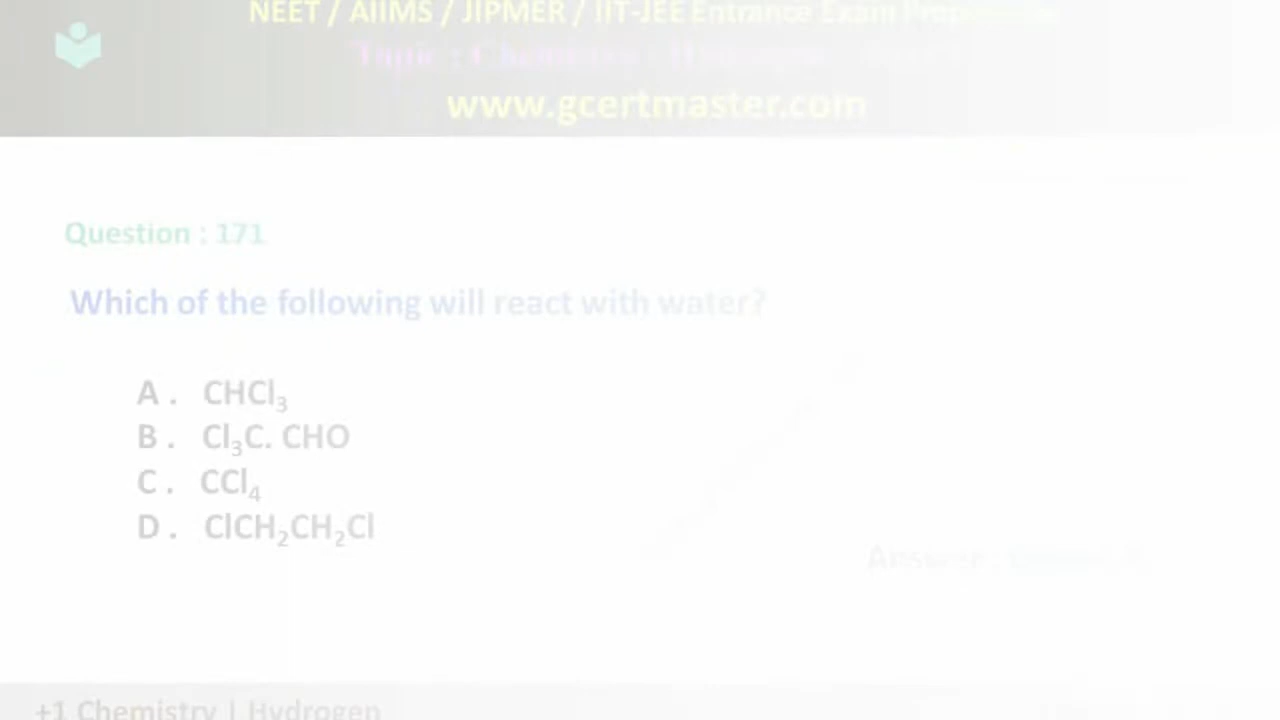 NEET / AIIMS / JIPMER / IIT-JEE Entrance Exam
www.gcertmaster.com
Question : 171
Which of the following will react with water?
A . CHCl₃
B . Cl₃C. CHO
C . CCl₄
D . ClCH₂CH₂Cl
Answer :
+1 Chemistry | Hydrogen